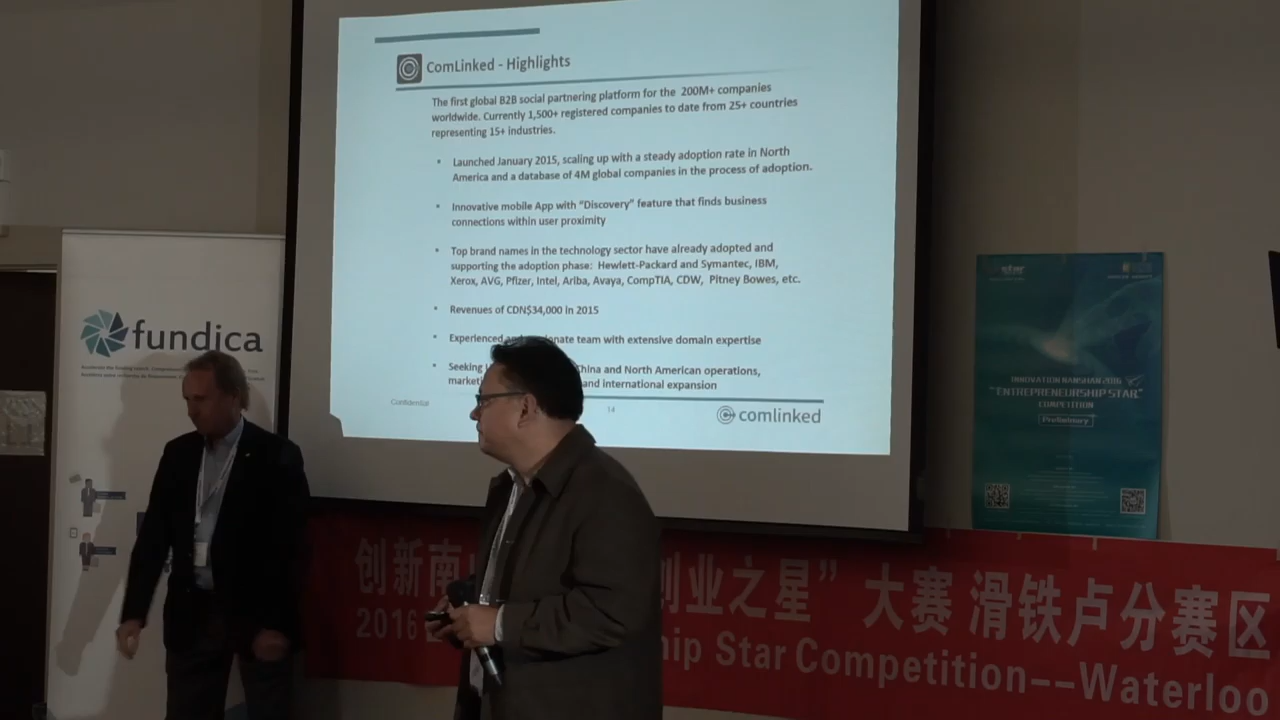 ComLinked - Highlights
The first global B2B social partnering platform for the 200M+ companies
worldwide. Currently 1,500+ registered companies to date from 25+ countries
representing 15+ industries.
Launched January 2015, scaling up with a steady adoption rate in North
America and a database of 4M global companies in the process of adoption.
Innovative mobile App with “Discovery” feature that finds business
connections within user proximity
Top brand names in the technology sector have already adopted and
supporting the adoption phase: Hewlett-Packard and Symantec, IBM,
Xerox, AVG, Pfizer, Intel, Ariba, Avaya, CompTIA, CDW, Pitney Bowes, etc.
Revenues of CDN$34,000 in 2015
Experienced team with extensive domain expertise
Seeking China and North American operations,
and international expansion
Confidential
14
comlinked
fundica
INNOVATION NANSHAN 2016
"ENTREPRENEURSHIP STAR"
COMPETITION
Preliminary
创新南 创业之星” 大赛 滑铁卢分赛区
2016 Star Competition--Waterloo